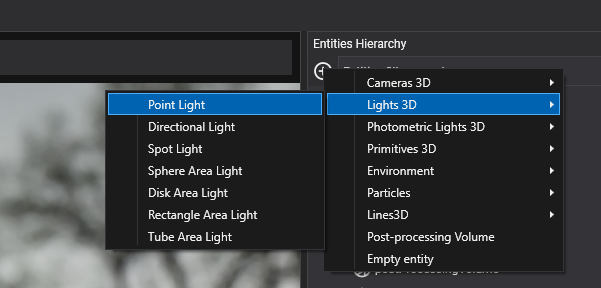 Entities Hierarchy
Cameras 3D
Lights 3D
Photometric Lights 3D
Primitives 3D
Environment
Particles
Lines3D
Post-processing Volume
Empty entity
Point Light
Directional Light
Spot Light
Sphere Area Light
Disk Area Light
Rectangle Area Light
Tube Area Light